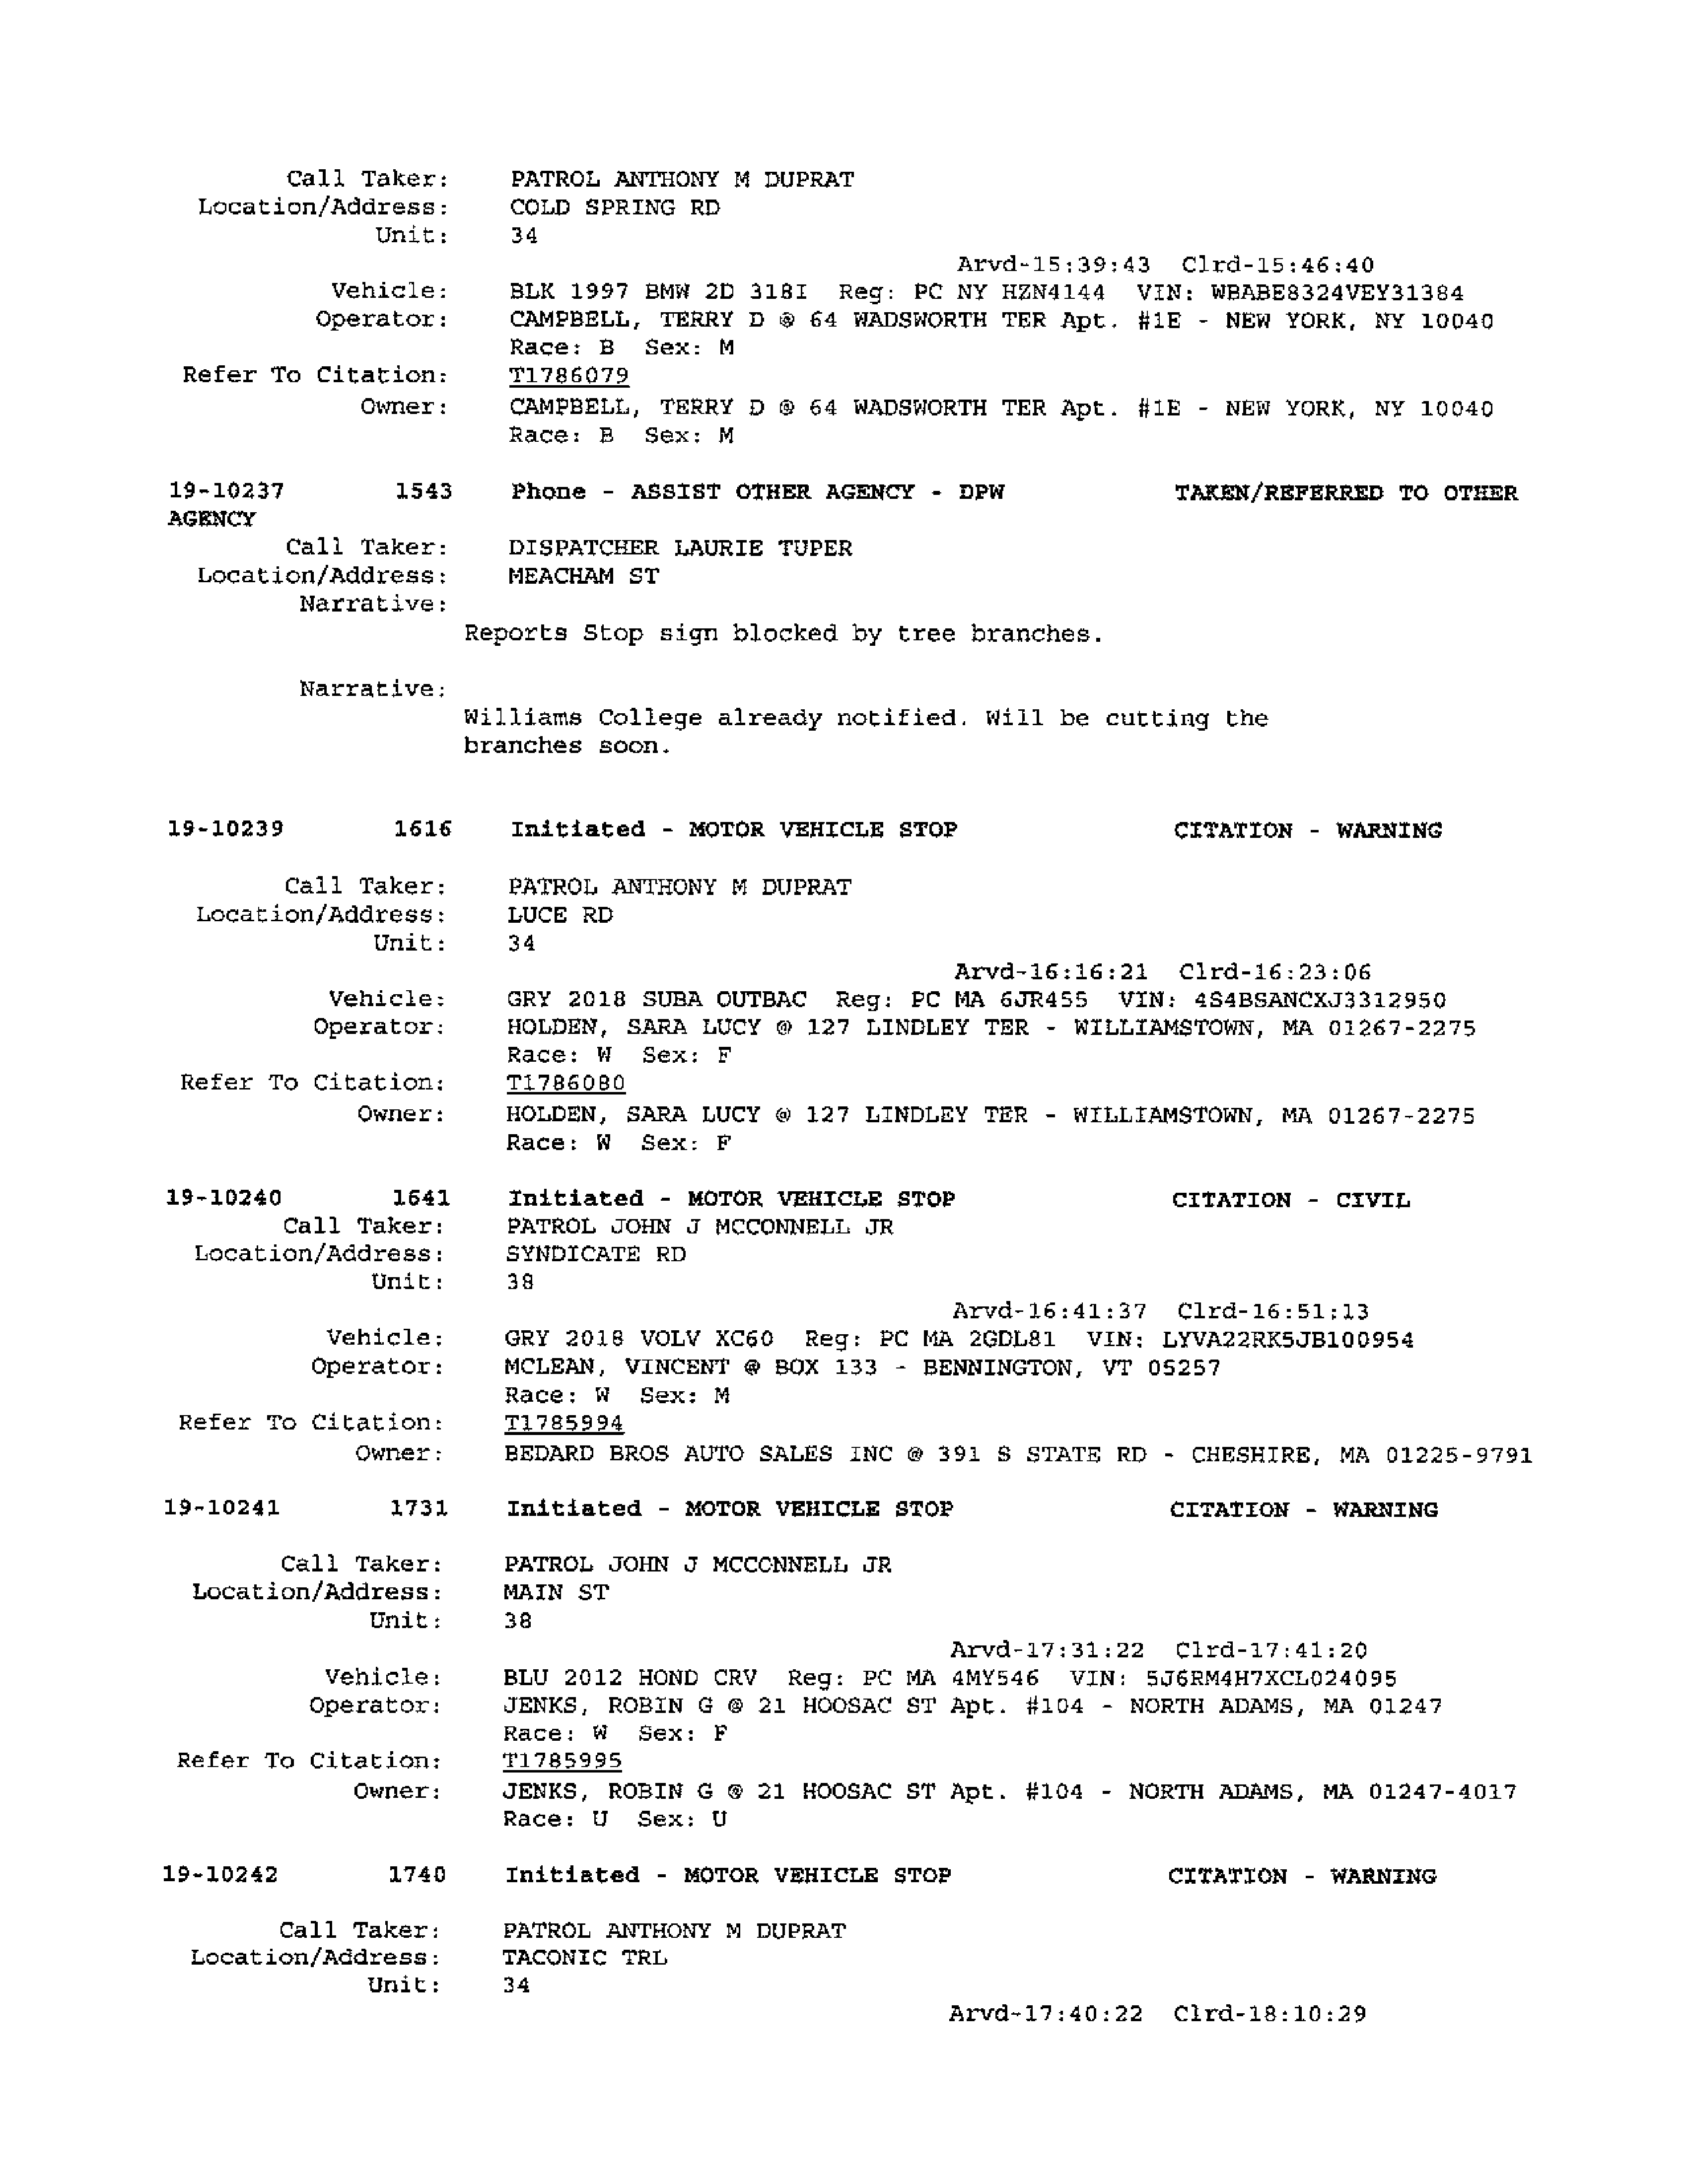 Call Taker: PATROL ANTHONY M DUPRAT
Location/Address: COLD SPRING RD
Unit: 34
Arvd-15:39:43 Clrd-15:46:40
Vehicle: BLK 1997 BMW 2D 318I Reg: PC NY HZN4144 VIN: WBABE8324VEY31384
Operator: CAMPBELL, TERRY D @ 64 WADSWORTH TER Apt. #1E - NEW YORK, NY 10040
Race: B Sex: M
Refer To Citation: T1786079
Owner: CAMPBELL, TERRY D @ 64 WADSWORTH TER Apt. #1E - NEW YORK, NY 10040
Race: B Sex: M
19-10237 1543 Phone - ASSIST OTHER AGENCY - DPW TAKEN/REFERRED TO OTHER
AGENCY
Call Taker: DISPATCHER LAURIE TUPER
Location/Address: MEACHAM ST
Narrative:
Reports Stop sign blocked by tree branches.
Narrative:
Williams College already notified. Will be cutting the
branches soon.
19-10239 1616 Initiated - MOTOR VEHICLE STOP CITATION - WARNING
Call Taker: PATROL ANTHONY M DUPRAT
Location/Address: LUCE RD
Unit: 34
Arvd-16:16:21 Clrd-16:23:06
Vehicle: GRY 2018 SUBA OUTBAC Reg: PC MA 6JR455 VIN: 4S4BSANCXJ3312950
Operator: HOLDEN, SARA LUCY @ 127 LINDLEY TER - WILLIAMSTOWN, MA 01267-2275
Race: W Sex: F
Refer To Citation: T1786080
Owner: HOLDEN, SARA LUCY @ 127 LINDLEY TER - WILLIAMSTOWN, MA 01267-2275
Race: W Sex: F
19-10240 1641 Initiated - MOTOR VEHICLE STOP CITATION - CIVIL
Call Taker: PATROL JOHN J MCCONNELL JR
Location/Address: SYNDICATE RD
Unit: 38
Arvd-16:41:37 Clrd-16:51:13
Vehicle: GRY 2018 VOLV XC60 Reg: PC MA 2GDL81 VIN: LYVA22RK5JB100954
Operator: MCLEAN, VINCENT @ BOX 133 - BENNINGTON, VT 05257
Race: W Sex: M
Refer To Citation: T1785994
Owner: BEDARD BROS AUTO SALES INC @ 391 S STATE RD - CHESHIRE, MA 01225-9791
19-10241 1731 Initiated - MOTOR VEHICLE STOP CITATION - WARNING
Call Taker: PATROL JOHN J MCCONNELL JR
Location/Address: MAIN ST
Unit: 38
Arvd-17:31:22 Clrd-17:41:20
Vehicle: BLU 2012 HOND CRV Reg: PC MA 4MY546 VIN: 5J6RM4H7XCL024095
Operator: JENKS, ROBIN G @ 21 HOOSAC ST Apt. #104 - NORTH ADAMS, MA 01247
Race: W Sex: F
Refer To Citation: T1785995
Owner: JENKS, ROBIN G @ 21 HOOSAC ST Apt. #104 - NORTH ADAMS, MA 01247-4017
Race: U Sex: U
19-10242 1740 Initiated - MOTOR VEHICLE STOP CITATION - WARNING
Call Taker: PATROL ANTHONY M DUPRAT
Location/Address: TACONIC TRL
Unit: 34
Arvd-17:40:22 Clrd-18:10:29